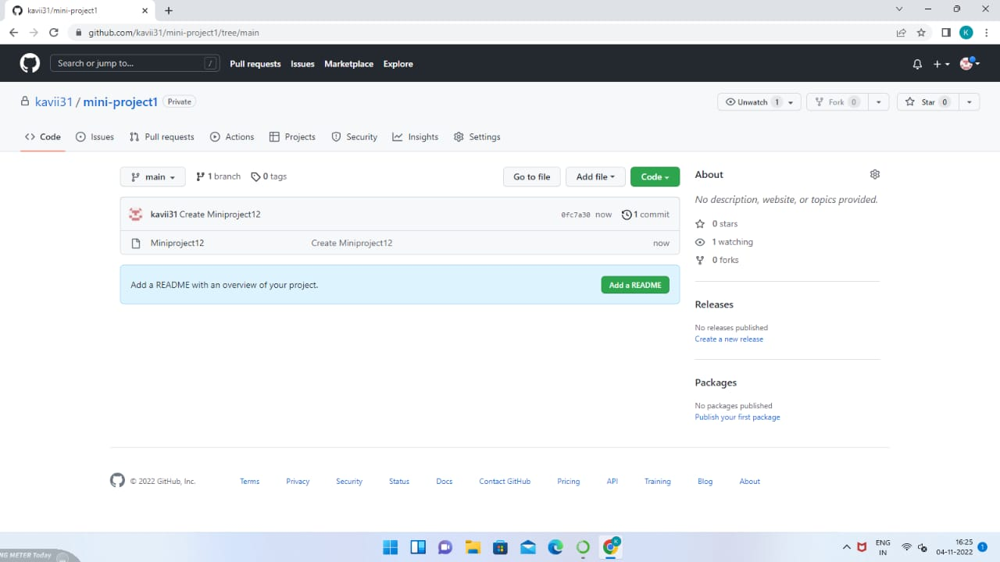 kavii31/mini-project1
github.com/kavii31/mini-project1/tree/main
K
Search or jump to... / Pull requests Issues Marketplace Explore
kavii31 / mini-project1 Private Unwatch 1 Fork 0 Star 0
Code Issues Pull requests Actions Projects Security Insights Settings
main 1 branch 0 tags Go to file Add file Code
kavii31 Create Miniproject12 0fc7a30 now 1 commit
Miniproject12 Create Miniproject12 now
Add a README with an overview of your project. Add a README
About
No description, website, or topics provided.
0 stars
1 watching
0 forks
Releases
No releases published
Create a new release
Packages
No packages published
Publish your first package
© 2022 GitHub, Inc. Terms Privacy Security Status Docs Contact GitHub Pricing API Training Blog About
NG METER Today
K
ENG
IN
16:25
04-11-2022
1